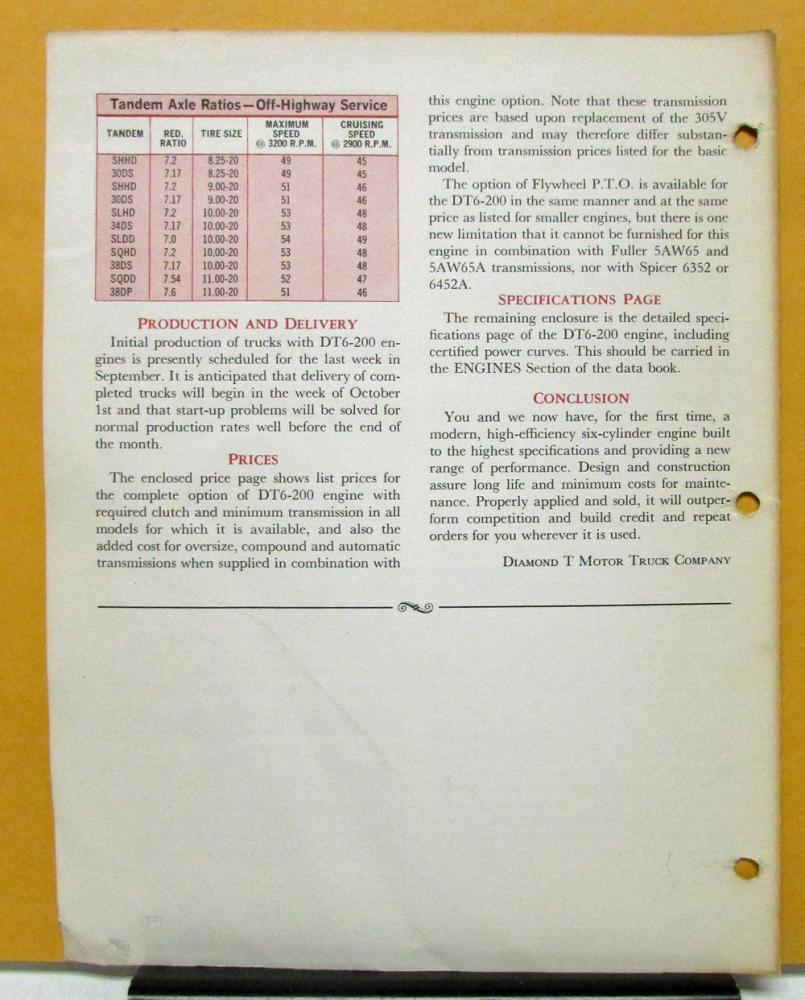 Tandem Axle Ratios—Off-Highway Service
TANDEM RED. RATIO TIRE SIZE MAXIMUM SPEED @ 3200 R.P.M. CRUISING SPEED @ 2900 R.P.M.
SHHD 7.2 8.25-20 49 45
30DS 7.17 8.25-20 49 45
SHHD 7.2 9.00-20 51 46
30DS 7.17 9.00-20 51 46
SLHD 7.2 10.00-20 53 48
34DS 7.17 10.00-20 53 48
SLDD 7.0 10.00-20 54 49
SQHD 7.2 10.00-20 53 48
38DS 7.17 10.00-20 53 48
SQDD 7.54 11.00-20 52 47
38DP 7.6 11.00-20 51 46
PRODUCTION AND DELIVERY
Initial production of trucks with DT6-200 en-
gines is presently scheduled for the last week in
September. It is anticipated that delivery of com-
pleted trucks will begin in the week of October
1st and that start-up problems will be solved for
normal production rates well before the end of
the month.
PRICES
The enclosed price page shows list prices for
the complete option of DT6-200 engine with
required clutch and minimum transmission in all
models for which it is available, and also the
added cost for oversize, compound and automatic
transmissions when supplied in combination with
this engine option. Note that these transmission
prices are based upon replacement of the 305V
transmission and may therefore differ substan-
tially from transmission prices listed for the basic
model.
The option of Flywheel P.T.O. is available for
the DT6-200 in the same manner and at the same
price as listed for smaller engines, but there is one
new limitation that it cannot be furnished for this
engine in combination with Fuller 5AW65 and
5AW65A transmissions, nor with Spicer 6352 or
6452A.
SPECIFICATIONS PAGE
The remaining enclosure is the detailed speci-
fications page of the DT6-200 engine, including
certified power curves. This should be carried in
the ENGINES Section of the data book.
CONCLUSION
You and we now have, for the first time, a
modern, high-efficiency six-cylinder engine built
to the highest specifications and providing a new
range of performance. Design and construction
assure long life and minimum costs for mainte-
nance. Properly applied and sold, it will outper-
form competition and build credit and repeat
orders for you wherever it is used.
DIAMOND T MOTOR TRUCK COMPANY